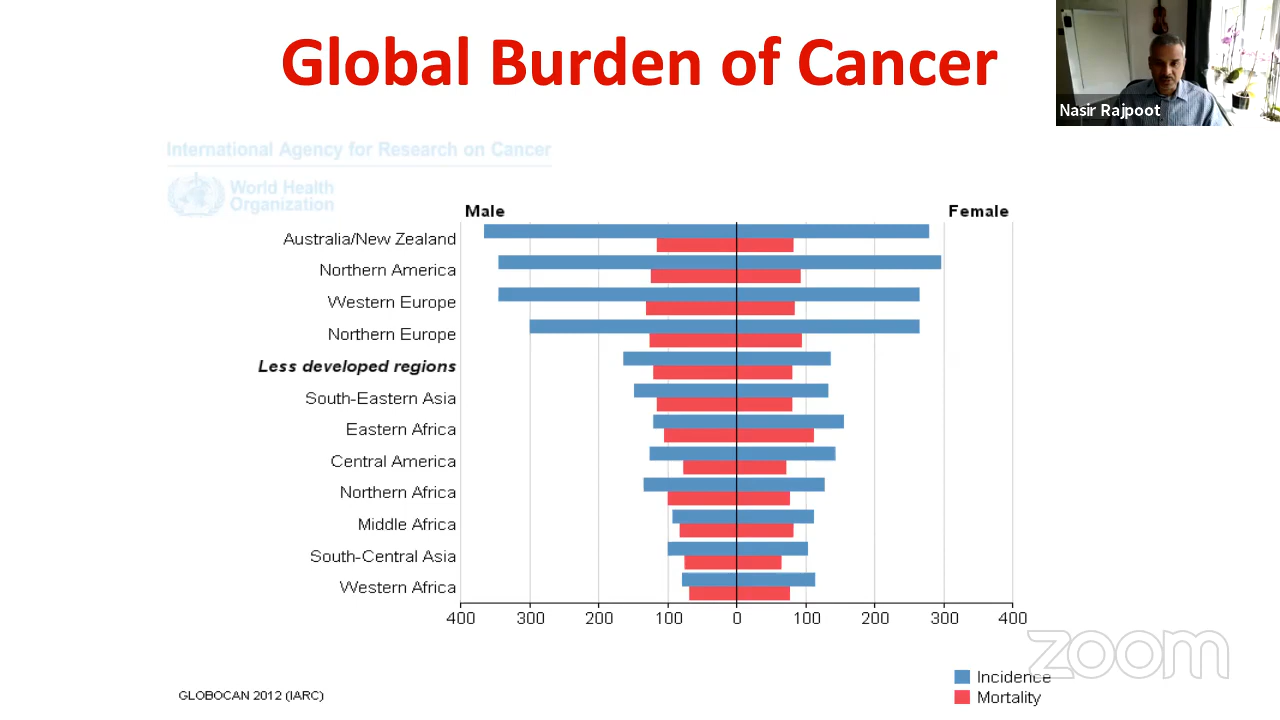 Global Burden of Cancer
Nasir Rajpoot
International Agency for Research on Cancer
World Health
Organization
Male
Female
Australia/New Zealand
Northern America
Western Europe
Northern Europe
Less developed regions
South-Eastern Asia
Eastern Africa
Central America
Northern Africa
Middle Africa
South-Central Asia
Western Africa
400 300 200 100 0 100 200 300 400
zoom
Incidence
Mortality
GLOBOCAN 2012 (IARC)